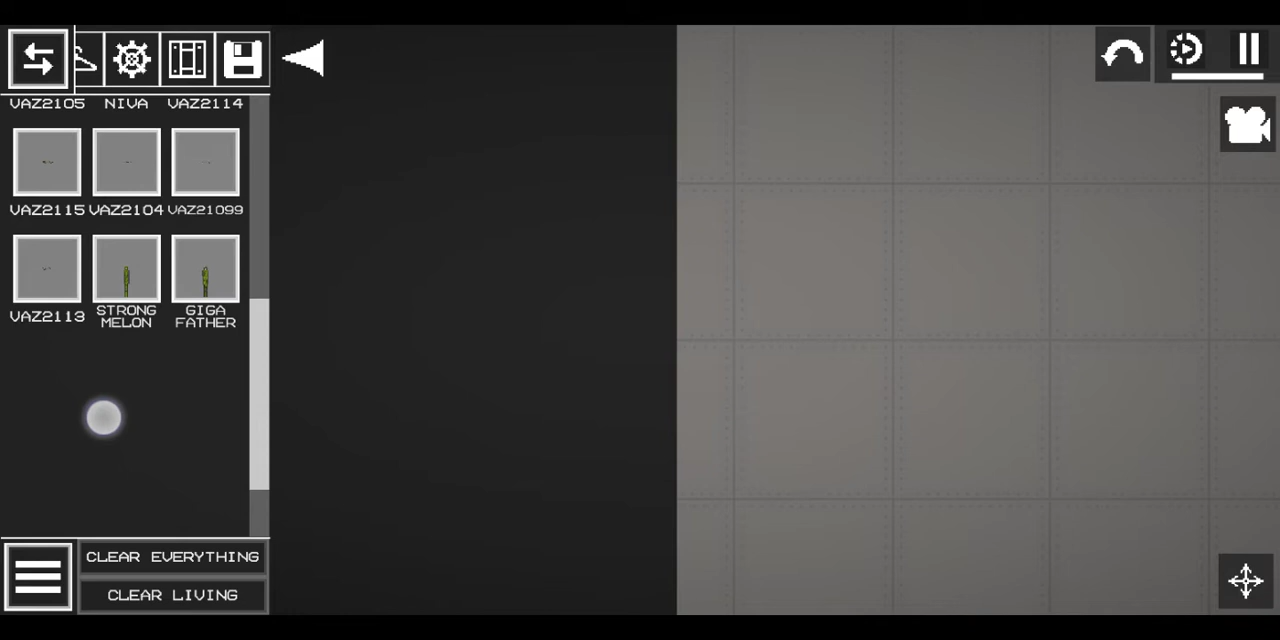 VAZ2105 NIVA VAZ2114
VAZ2115 VAZ2104 VAZ21099
VAZ2113 STRONG MELON GIGA FATHER
CLEAR EVERYTHING
CLEAR LIVING